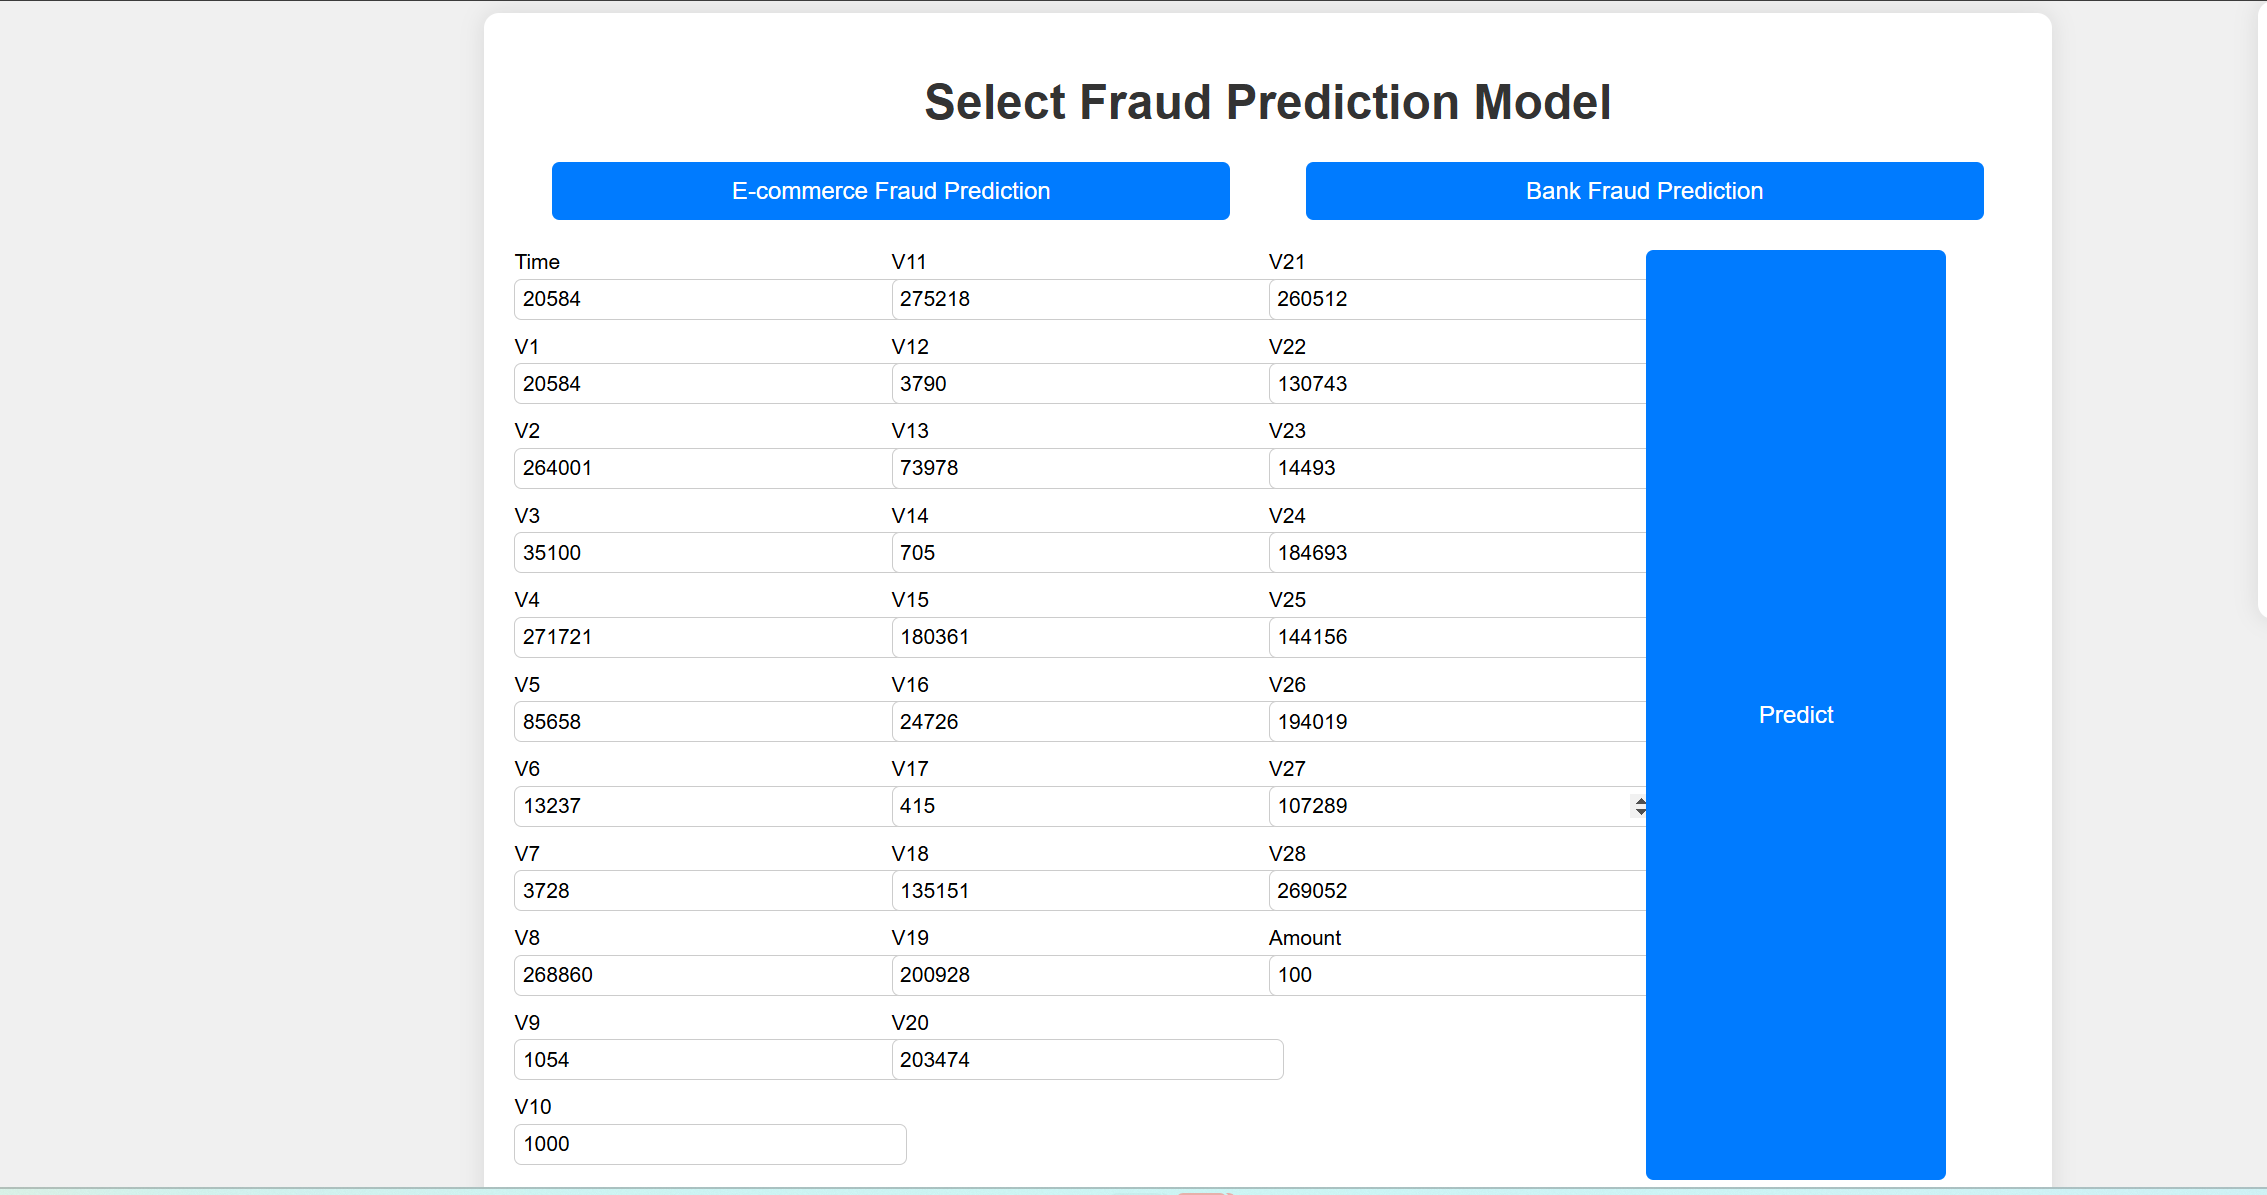 Select Fraud Prediction Model
E-commerce Fraud Prediction
Bank Fraud Prediction
Time
20584
V1
20584
V2
264001
V3
35100
V4
271721
V5
85658
V6
13237
V7
3728
V8
268860
V9
1054
V10
1000
V11
275218
V12
3790
V13
73978
V14
705
V15
180361
V16
24726
V17
415
V18
135151
V19
200928
V20
203474
V21
260512
V22
130743
V23
14493
V24
184693
V25
144156
V26
194019
V27
107289
V28
269052
Amount
100
Predict